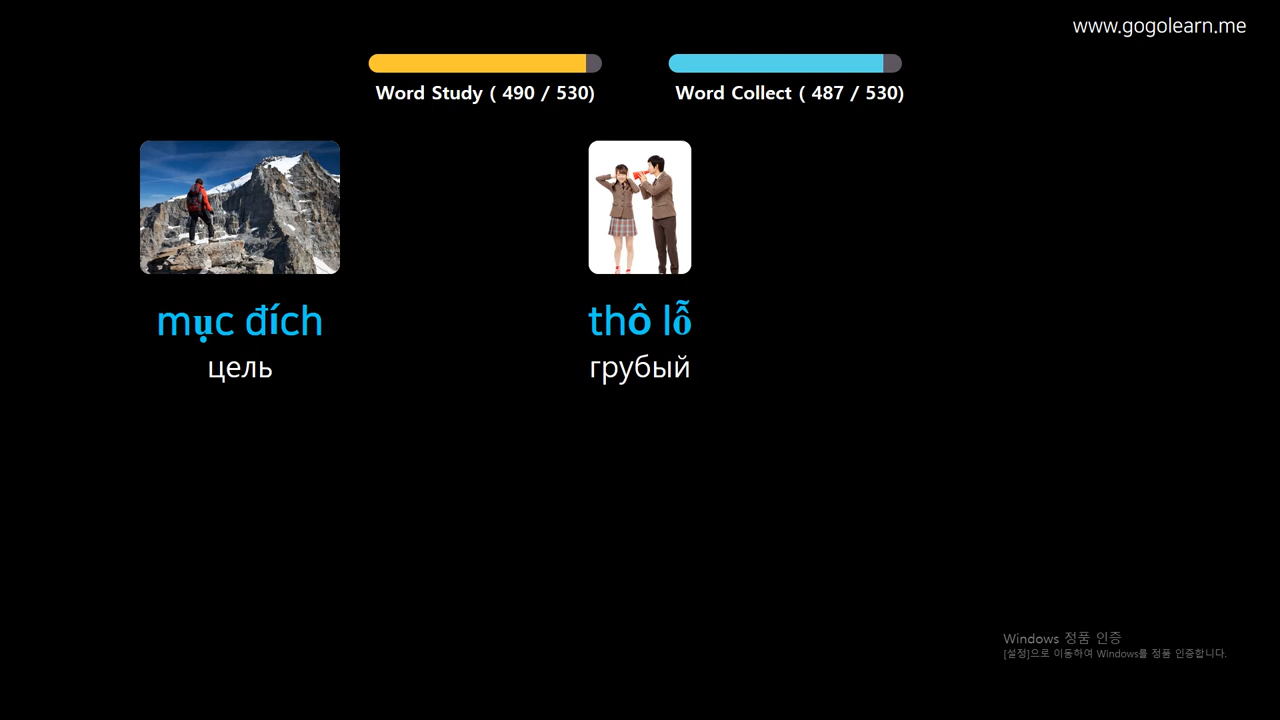 www.gogolearn.me
Word Study ( 490 / 530)
Word Collect ( 487 / 530)
mục đích
цель
thô lỗ
грубый
Windows 정품 인증
[설정]으로 이동하여 Windows를 정품 인증합니다.